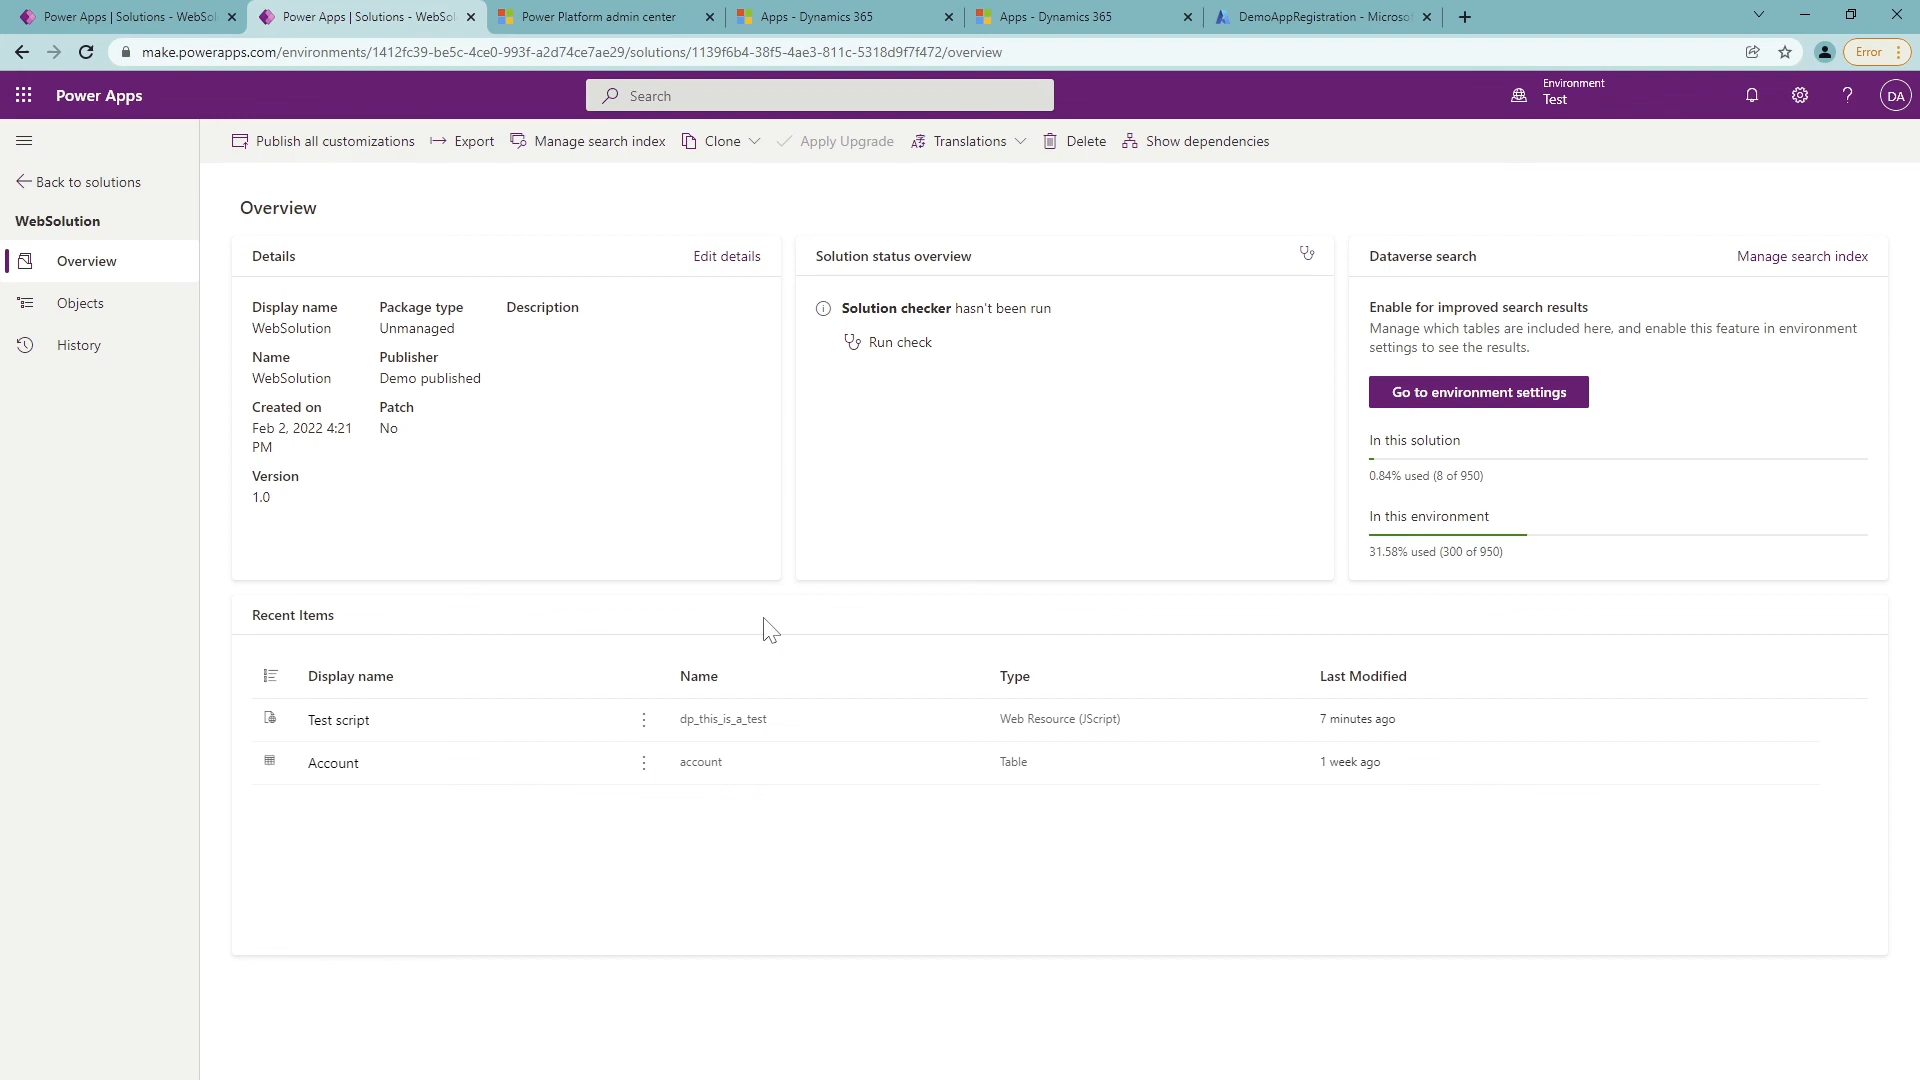 Power Apps | Solutions - WebSol
Power Apps | Solutions - WebSol
Power Platform admin center
Apps - Dynamics 365
Apps - Dynamics 365
DemoAppRegistration - Microsof
make.powerapps.com/environments/1412fc39-be5c-4ce0-993f-a2d74ce7ae29/solutions/1139f6b4-38f5-4ae3-811c-5318d9f7f472/overview
Error
Power Apps
Search
Environment
Test
DA
Publish all customizations
Export
Manage search index
Clone
Apply Upgrade
Translations
Delete
Show dependencies
Back to solutions
WebSolution
Overview
Objects
History
Overview
Details
Edit details
Display name
WebSolution
Package type
Unmanaged
Description
Name
WebSolution
Publisher
Demo published
Created on
Feb 2, 2022 4:21
PM
Patch
No
Version
1.0
Solution status overview
Solution checker hasn't been run
Run check
Dataverse search
Manage search index
Enable for improved search results
Manage which tables are included here, and enable this feature in environment
settings to see the results.
Go to environment settings
In this solution
0.84% used (8 of 950)
In this environment
31.58% used (300 of 950)
Recent Items
Display name
Name
Type
Last Modified
Test script
dp_this_is_a_test
Web Resource (JScript)
7 minutes ago
Account
account
Table
1 week ago